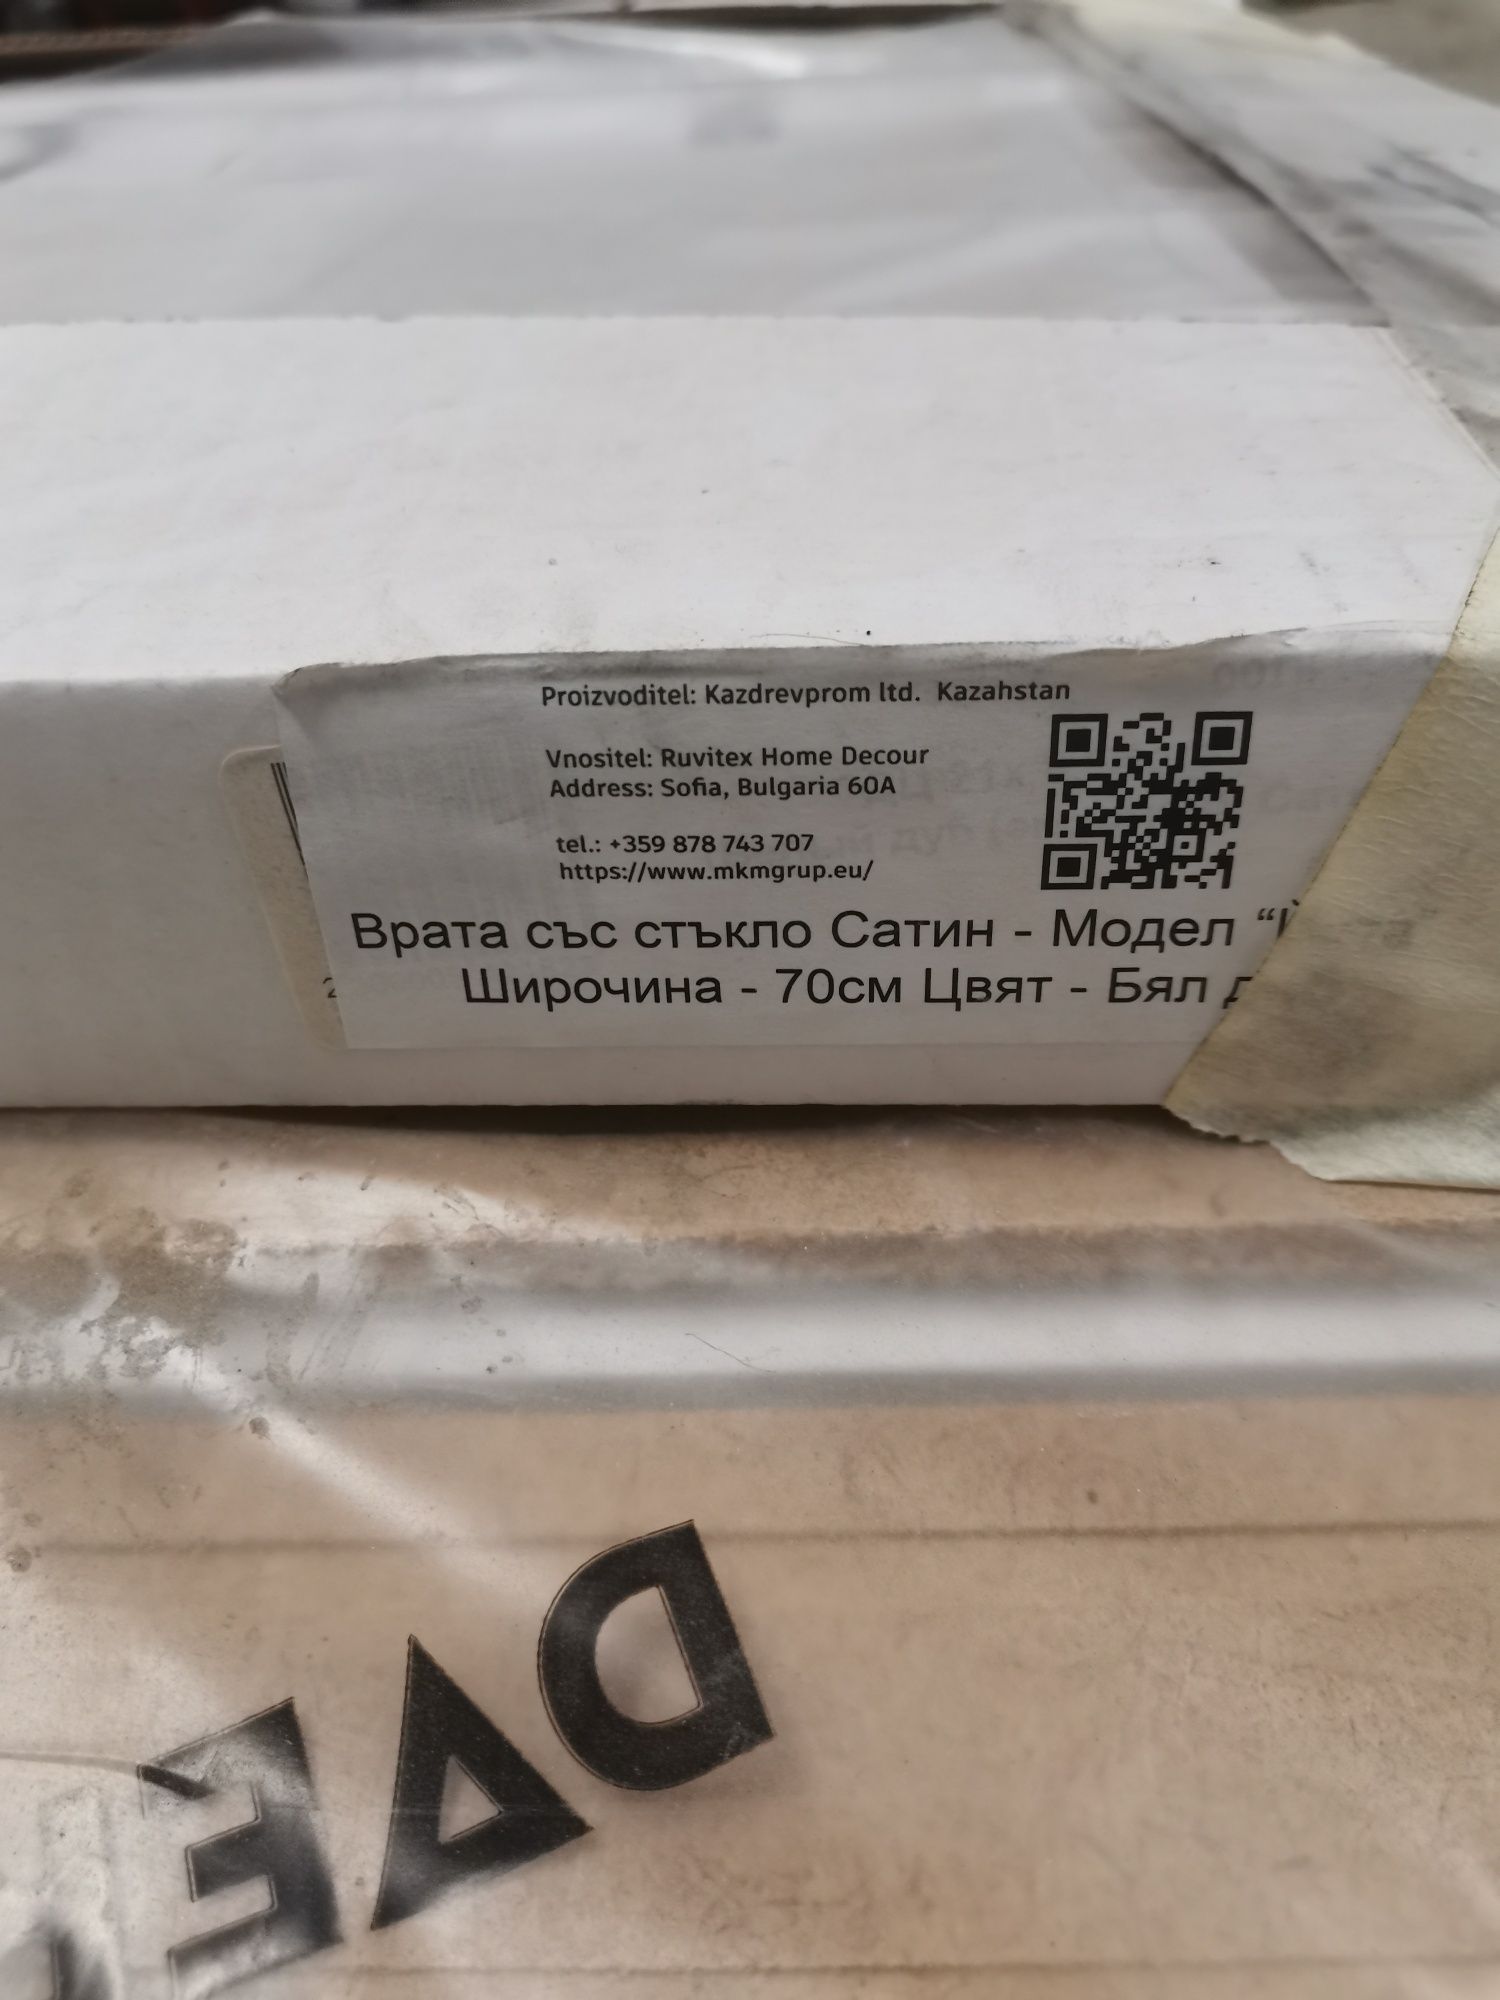 Proizvoditel: Kazdrevprom ltd. Kazahstan
Vnositel: Ruvitex Home Decour
Address: Sofia, Bulgaria 60A
tel.: +359 878 743 707
https://www.mkmgrup.eu/
Врата със стъкло Сатин - Модел
Широчина - 70см Цвят - Бял